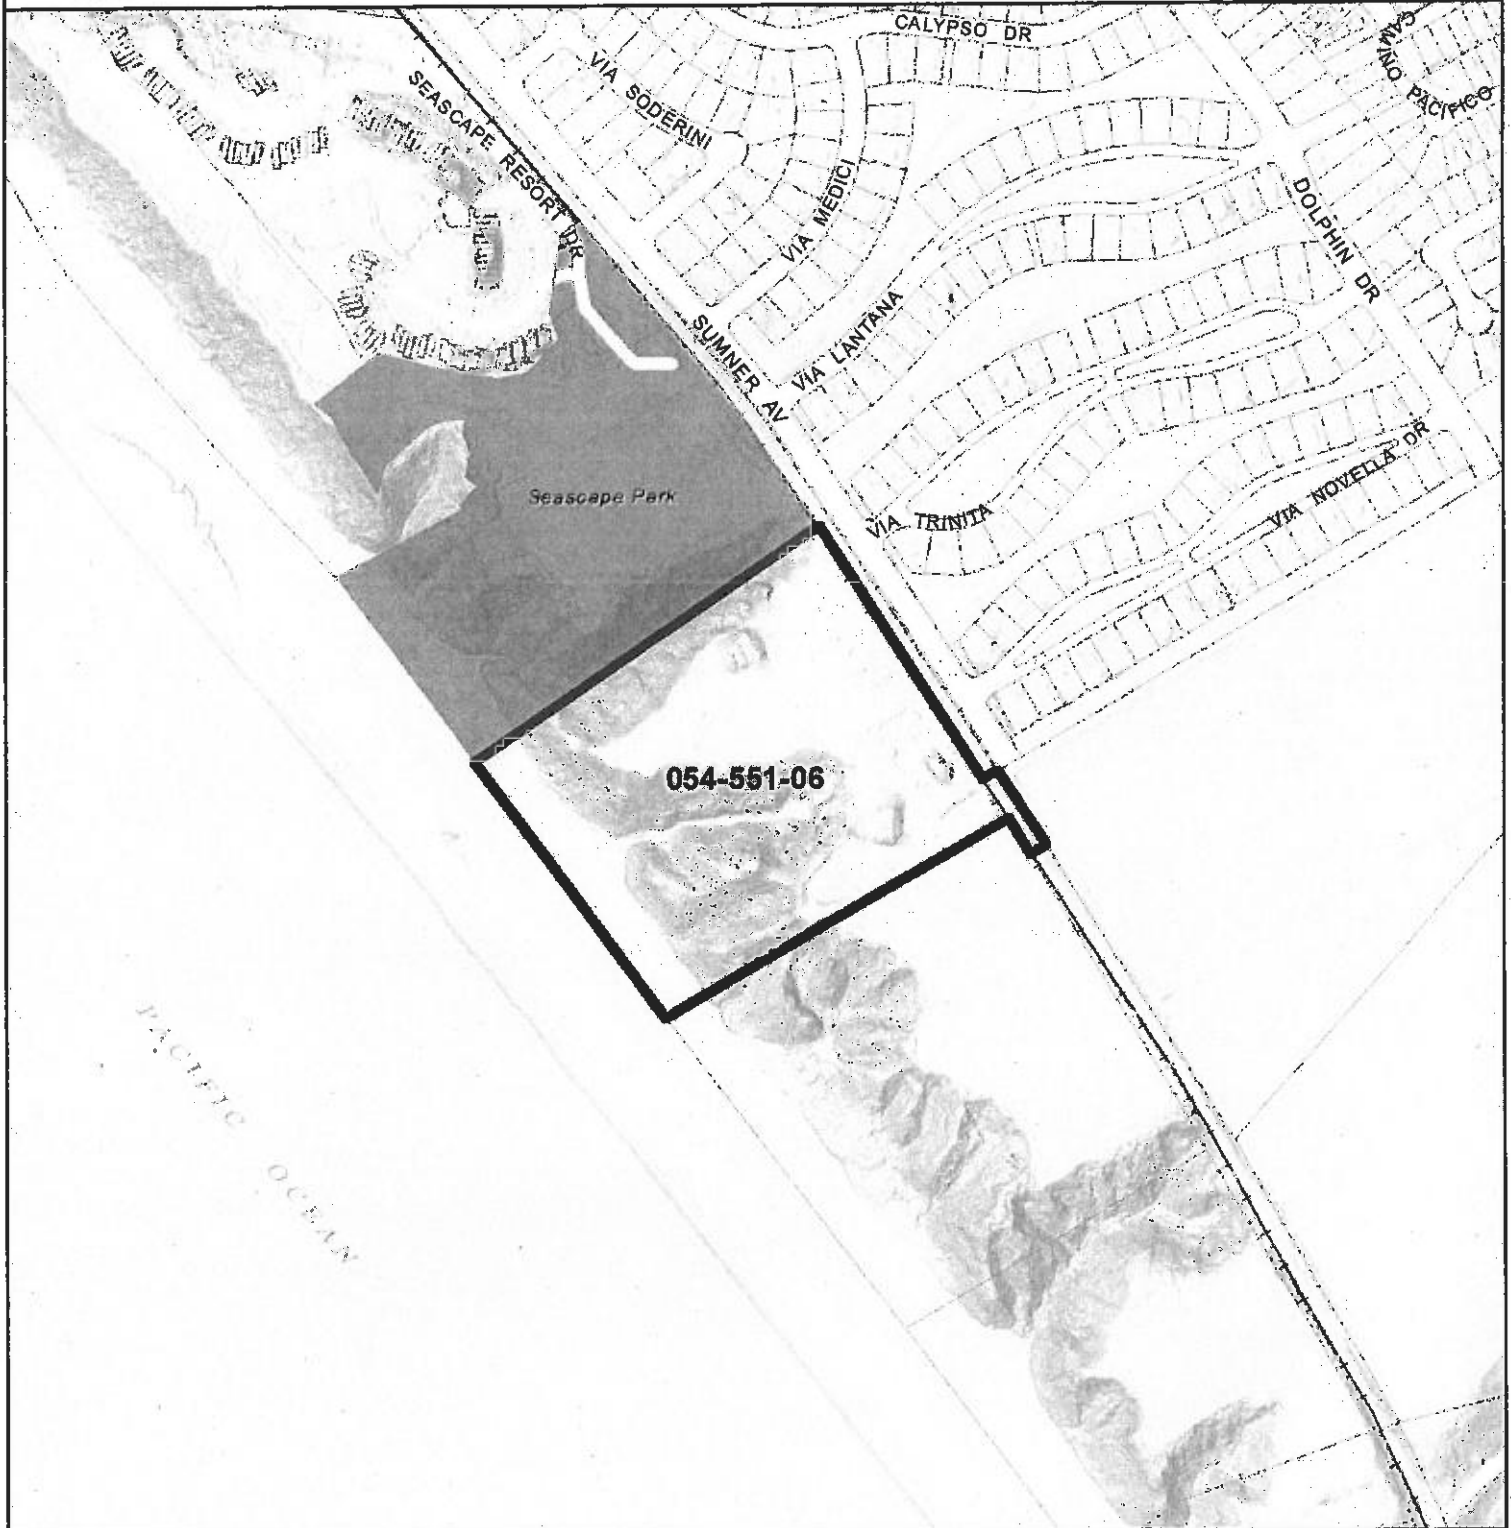 CALYPSO DR
CAMINO PACIFICO
VIA SODERINI
SEASCAPE RESORT DR
VIA MEDICI
DOLPHIN DR
SUMNER AV
VIA LANTANA
VIA NOVELLA DR
Seascape Park
VIA TRINITA
054-551-06
PACIFIC OCEAN